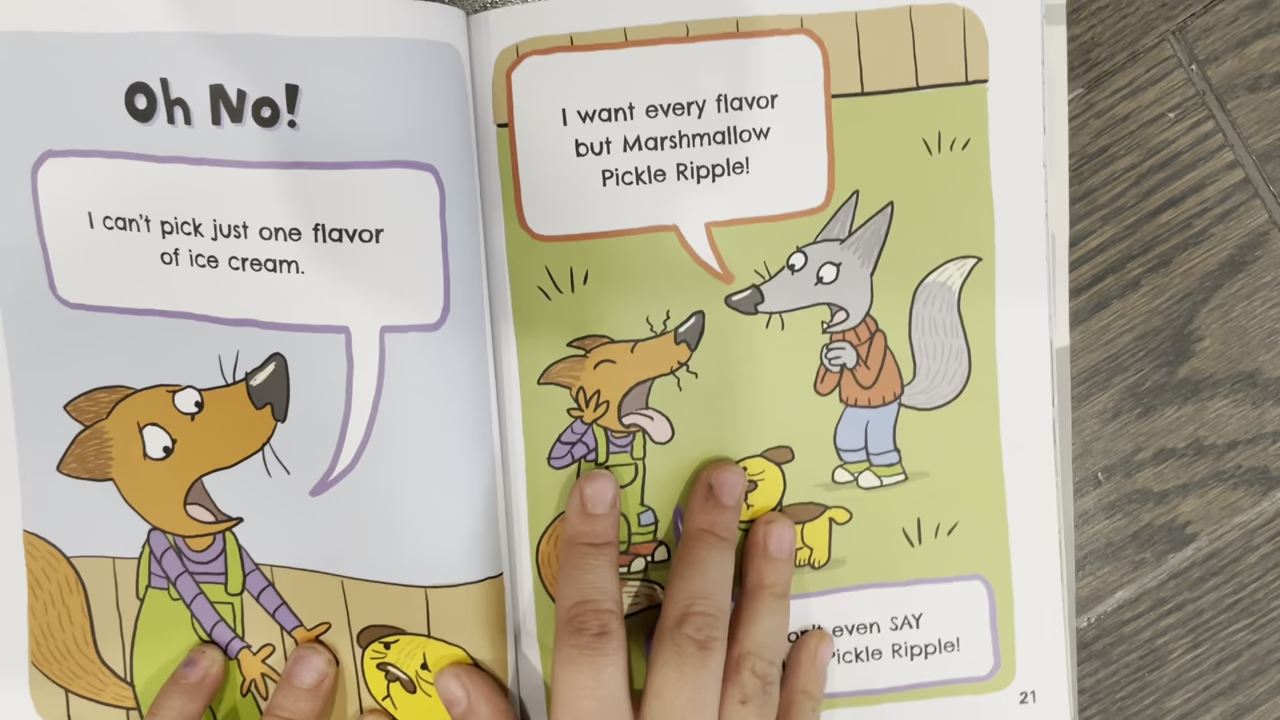 Oh No!
I can't pick just one flavor
of ice cream.
I want every flavor
but Marshmallow
Pickle Ripple!
even SAY
Pickle Ripple!
21